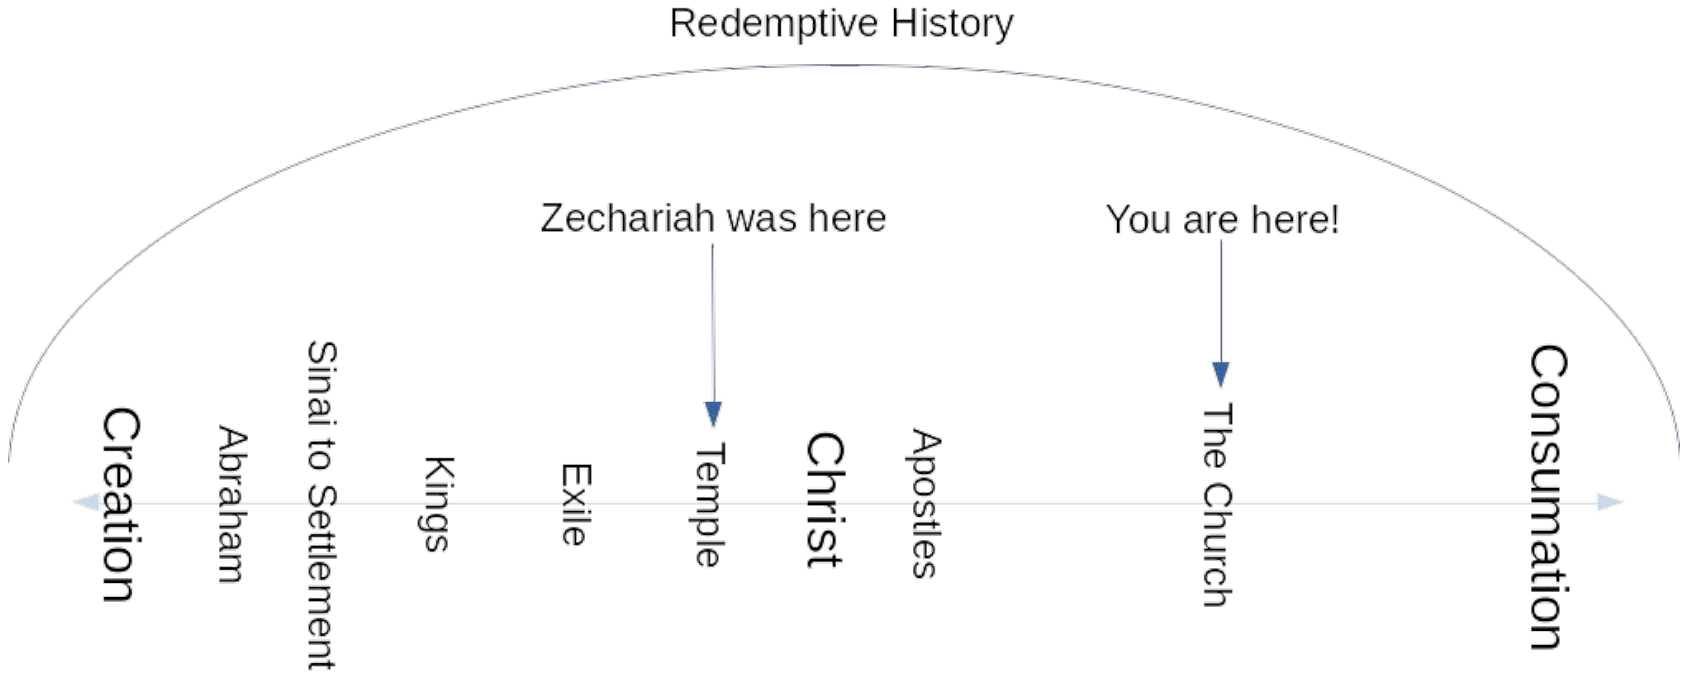 Redemptive History
Zechariah was here
You are here!
Creation
Abraham
Sinai to Settlement
Kings
Exile
Temple
Christ
Apostles
The Church
Consumation